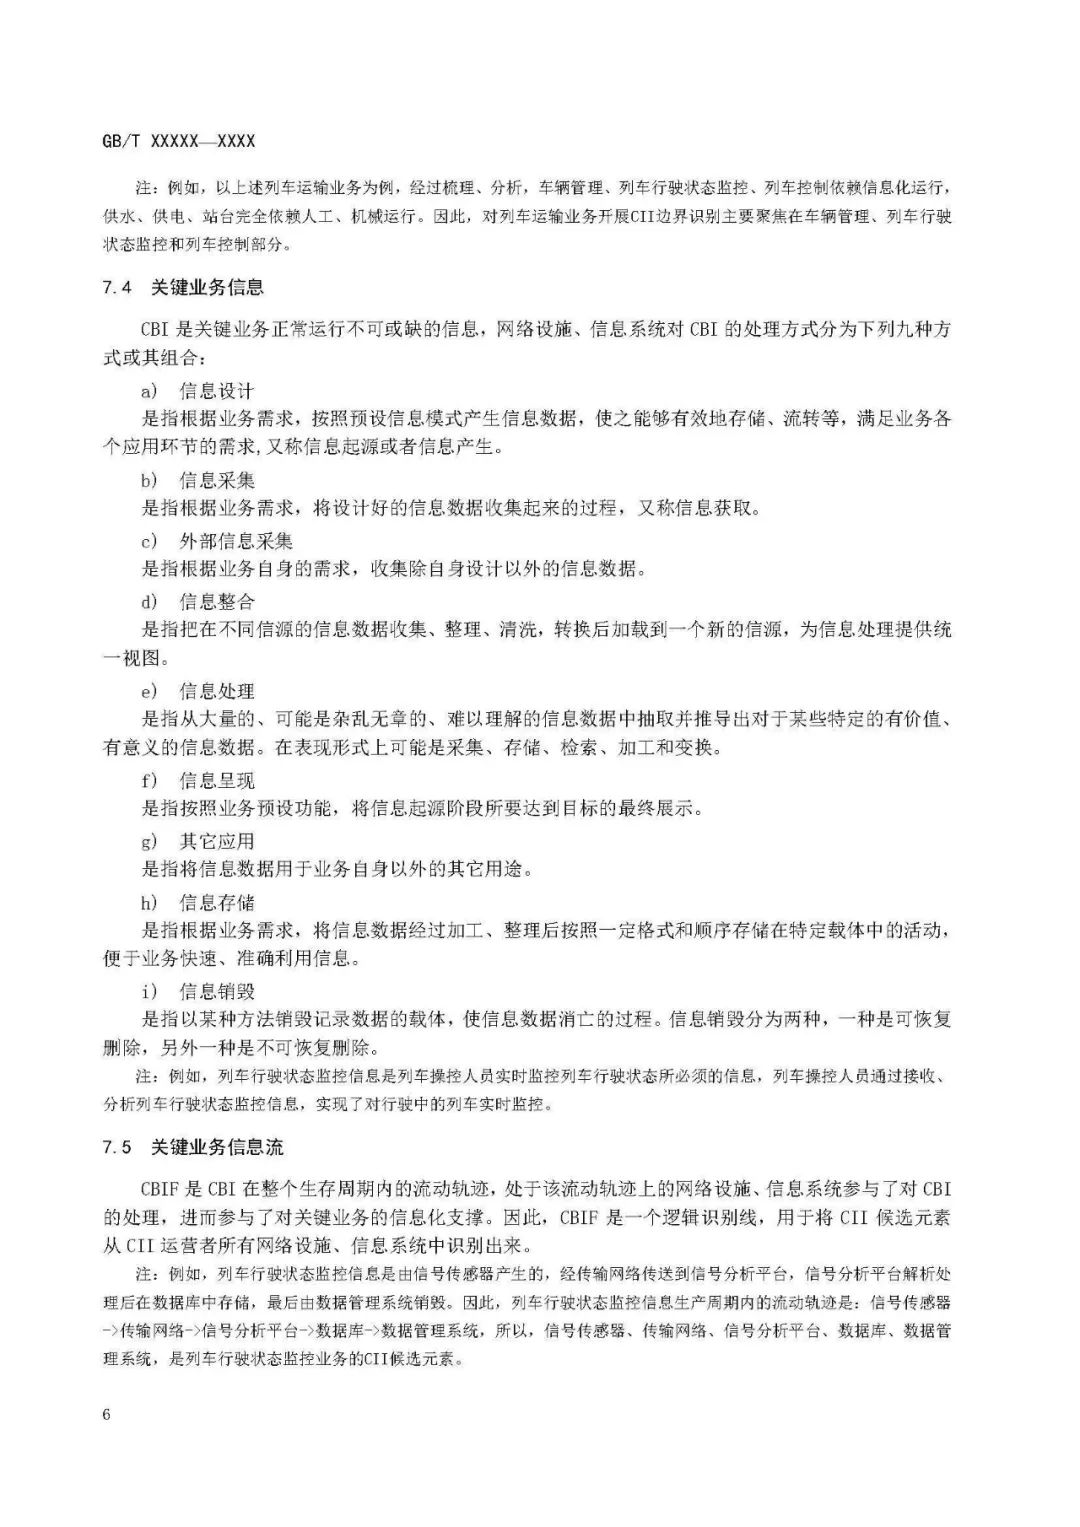 GB/T XXXXX—XXXX
注：例如，以上述列车运输业务为例，经过梳理、分析，车辆管理、列车行驶状态监控、列车控制依赖信息化运行，
供水、供电、站台完全依赖人工、机械运行。因此，对列车运输业务开展CII边界识别主要聚焦在车辆管理、列车行驶
状态监控和列车控制部分。
7.4 关键业务信息
CBI 是关键业务正常运行不可或缺的信息，网络设施、信息系统对 CBI 的处理方式分为下列九种方
式或其组合：
a) 信息设计
是指根据业务需求，按照预设信息模式产生信息数据，使之能够有效地存储、流转等，满足业务各
个应用环节的需求,又称信息起源或者信息产生。
b) 信息采集
是指根据业务需求，将设计好的信息数据收集起来的过程，又称信息获取。
c) 外部信息采集
是指根据业务自身的需求，收集除自身设计以外的信息数据。
d) 信息整合
是指把在不同信源的信息数据收集、整理、清洗，转换后加载到一个新的信源，为信息处理提供统
一视图。
e) 信息处理
是指从大量的、可能是杂乱无章的、难以理解的信息数据中抽取并推导出对于某些特定的有价值、
有意义的信息数据。在表现形式上可能是采集、存储、检索、加工和变换。
f) 信息呈现
是指按照业务预设功能，将信息起源阶段所要达到目标的最终展示。
g) 其它应用
是指将信息数据用于业务自身以外的其它用途。
h) 信息存储
是指根据业务需求，将信息数据经过加工、整理后按照一定格式和顺序存储在特定载体中的活动，
便于业务快速、准确利用信息。
i) 信息销毁
是指以某种方法销毁记录数据的载体，使信息数据消亡的过程。信息销毁分为两种，一种是可恢复
删除，另外一种是不可恢复删除。
注：例如，列车行驶状态监控信息是列车操控人员实时监控列车行驶状态所必须的信息，列车操控人员通过接收、
分析列车行驶状态监控信息，实现了对行驶中的列车实时监控。
7.5 关键业务信息流
CBIF 是 CBI 在整个生存周期内的流动轨迹，处于该流动轨迹上的网络设施、信息系统参与了对 CBI
的处理，进而参与了对关键业务的信息化支撑。因此，CBIF 是一个逻辑识别线，用于将 CII 候选元素
从 CII 运营者所有网络设施、信息系统中识别出来。
注：例如，列车行驶状态监控信息是由信号传感器产生的，经传输网络传送到信号分析平台，信号分析平台解析处
理后在数据库中存储，最后由数据管理系统销毁。因此，列车行驶状态监控信息生产周期内的流动轨迹是：信号传感器
->传输网络->信号分析平台->数据库->数据管理系统，所以，信号传感器、传输网络、信号分析平台、数据库、数据管
理系统，是列车行驶状态监控业务的CII候选元素。
6